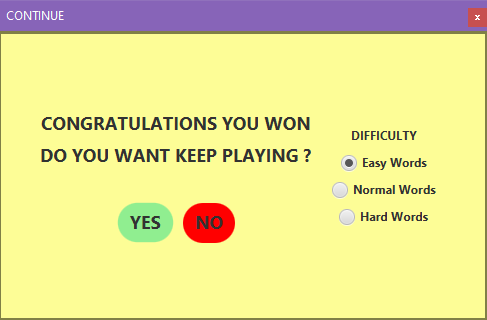 CONTINUE
x
CONGRATULATIONS YOU WON
DO YOU WANT KEEP PLAYING ?
YES
NO
DIFFICULTY
Easy Words
Normal Words
Hard Words